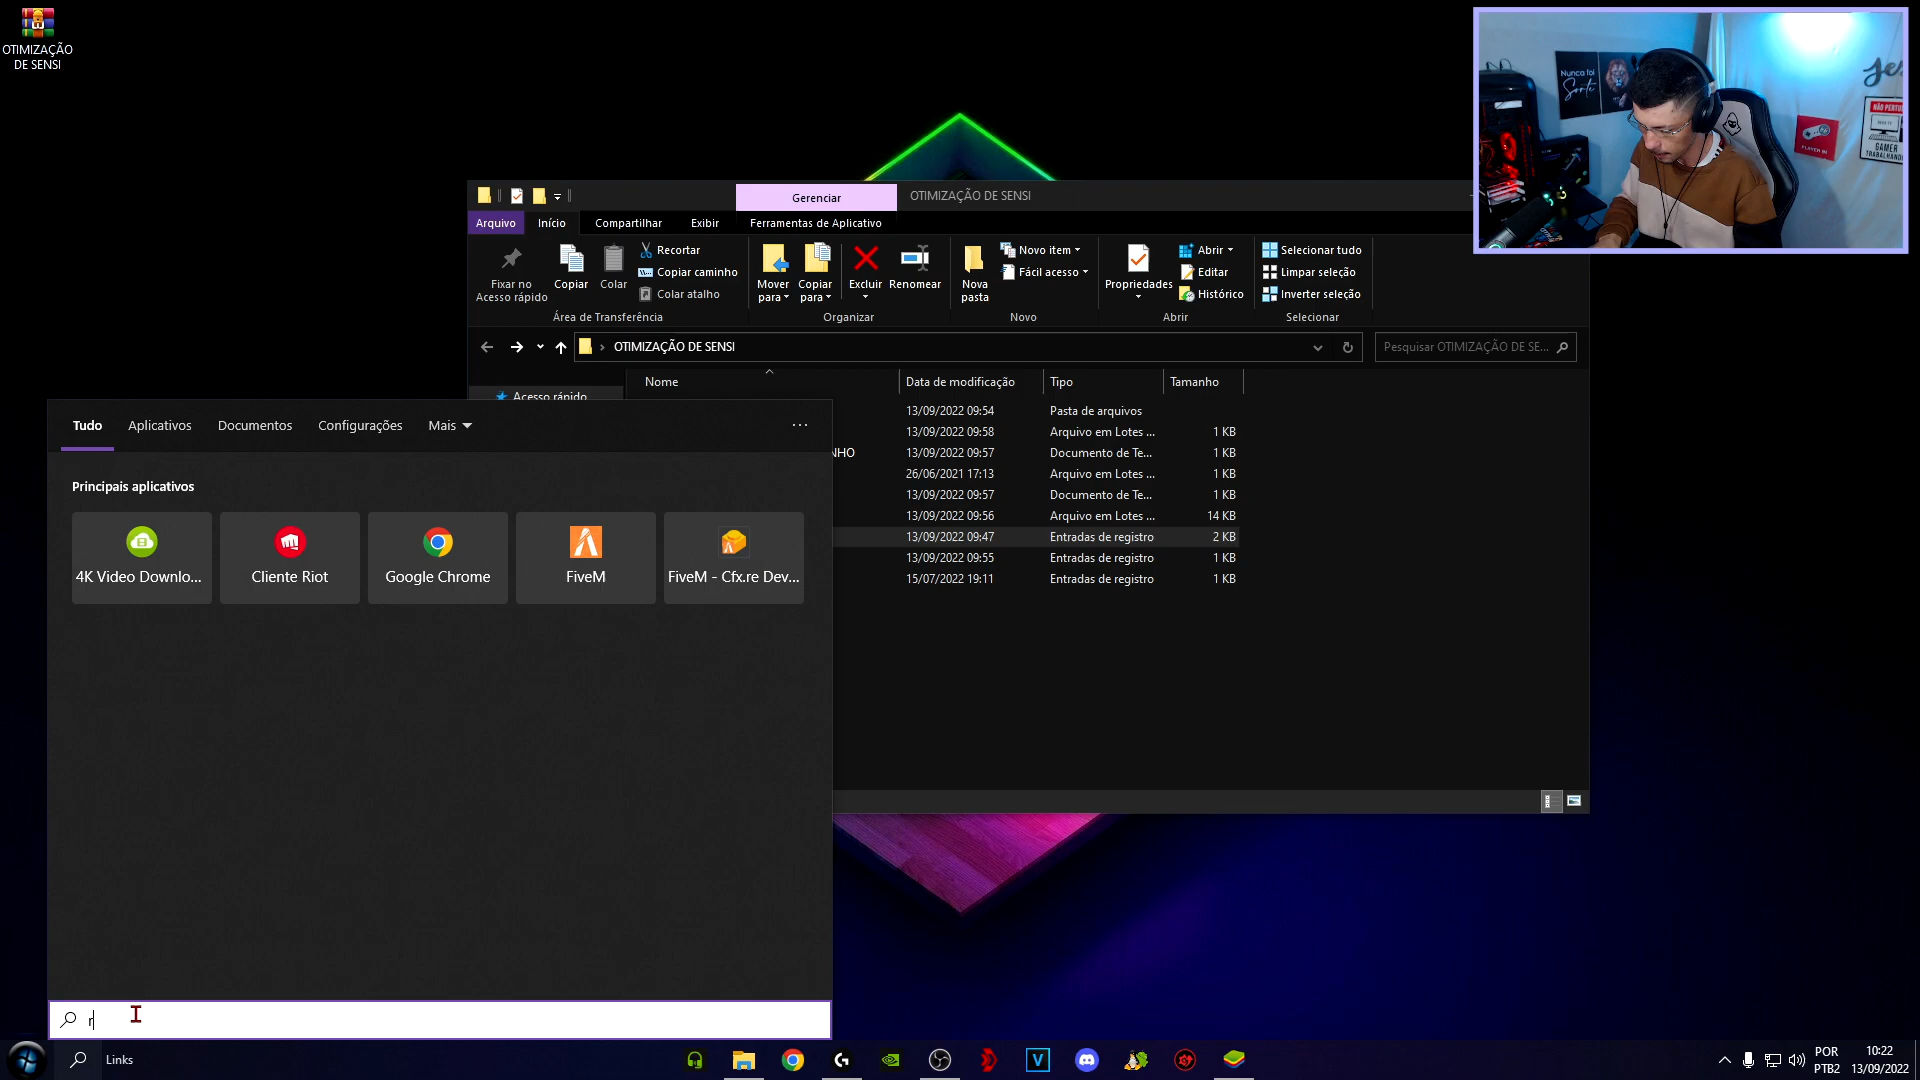 OTIMIZAÇÃO
DE SENSI
Nunca foi
Sorte
NÃO PERTU
GAMER
TRABALHAND
PLAYER IN
Gerenciar
OTIMIZAÇÃO DE SENSI
Arquivo
Início
Compartilhar
Exibir
Ferramentas de Aplicativo
Fixar no
Acesso rápido
Copiar
Colar
Recortar
Copiar caminho
Colar atalho
Mover
para
Copiar
para
Excluir
Renomear
Nova
pasta
Novo item
Fácil acesso
Propriedades
Abrir
Editar
Histórico
Selecionar tudo
Limpar seleção
Inverter seleção
Área de Transferência
Organizar
Novo
Abrir
Selecionar
OTIMIZAÇÃO DE SENSI
Pesquisar OTIMIZAÇÃO DE SE...
Nome
Data de modificação
Tipo
Tamanho
Acesso rápido
13/09/2022 09:54 Pasta de arquivos
13/09/2022 09:58 Arquivo em Lotes ... 1 KB
NHO 13/09/2022 09:57 Documento de Te... 1 KB
26/06/2021 17:13 Arquivo em Lotes ... 1 KB
13/09/2022 09:57 Documento de Te... 1 KB
13/09/2022 09:56 Arquivo em Lotes ... 14 KB
13/09/2022 09:47 Entradas de registro 2 KB
13/09/2022 09:55 Entradas de registro 1 KB
15/07/2022 19:11 Entradas de registro 1 KB
Tudo
Aplicativos
Documentos
Configurações
Mais
...
Principais aplicativos
4K Video Downlo...
Cliente Riot
Google Chrome
FiveM
FiveM - Cfx.re Dev...
r
Links
POR
PTB2
10:22
13/09/2022